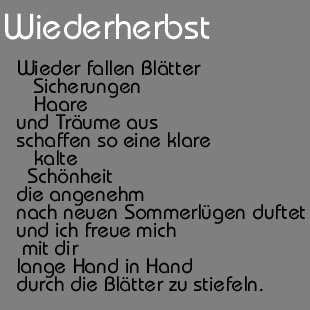 Wiederherbst
Wieder fallen Blätter
Sicherungen
Haare
und Träume aus
schaffen so eine klare
kalte
Schönheit
die angenehm
nach neuen Sommerlügen duftet
und ich freue mich
mit dir
lange Hand in Hand
durch die Blätter zu stiefeln.